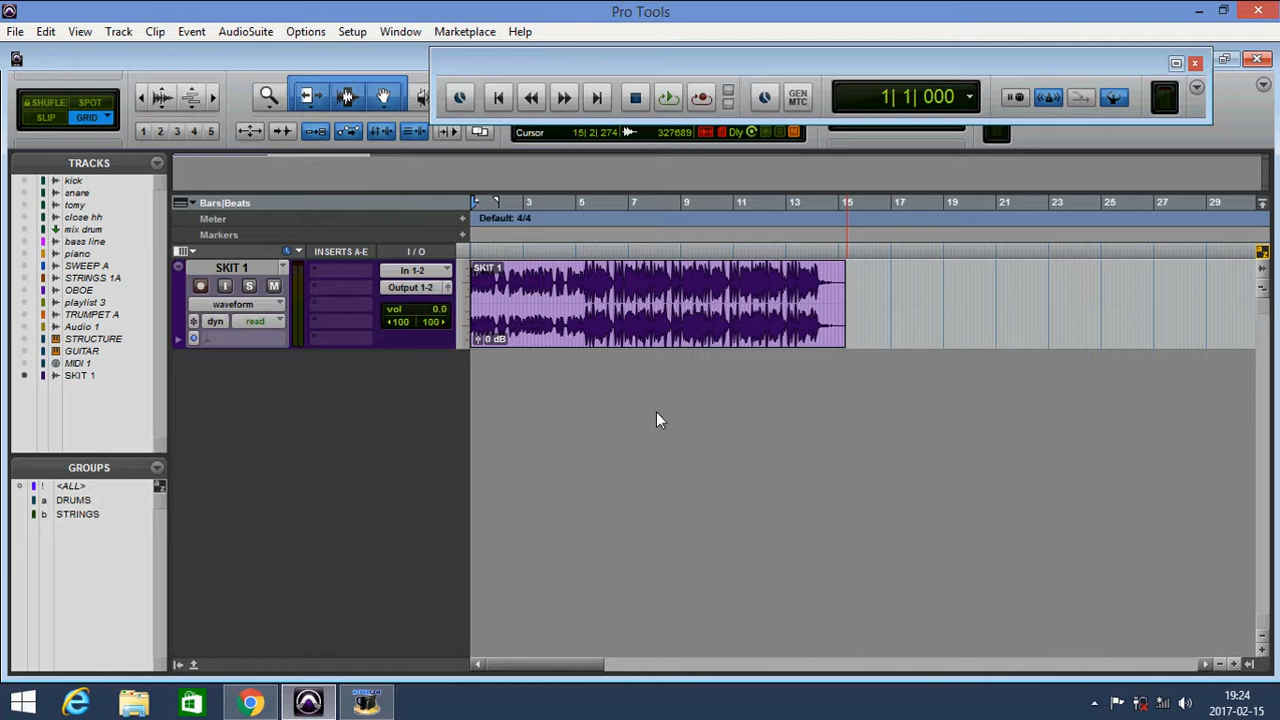 Pro Tools
File Edit View Track Clip Event AudioSuite Options Setup Window Marketplace Help
SHUFLE SPOT
SLIP GRID
1 2 3 4 5
1| 1| 000
GEN
MTC
Cursor 15| 2| 274 327689 Dly M
TRACKS
kick
snare
tomy
close hh
mix drum
bass line
piano
SWEEP A
STRINGS 1A
OBOE
playlist 3
TRUMPET A
Audio 1
STRUCTURE
GUITAR
MIDI 1
SKIT 1
GROUPS
! <ALL>
a DRUMS
b STRINGS
Bars|Beats 3 5 7 9 11 13 15 17 19 21 23 25 27 29
Meter Default: 4/4
Markers
INSERTS A-E I / O
SKIT 1
I S M
waveform
dyn read
In 1-2
Output 1-2
vol 0.0
100 100
SKIT 1
0 dB
19:24
2017-02-15